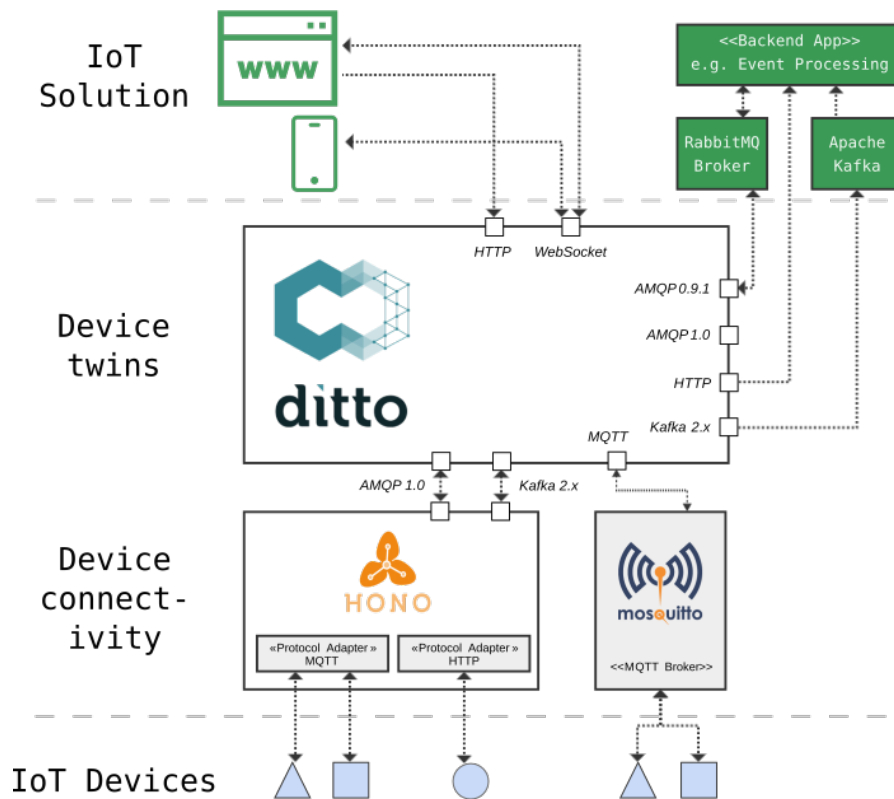 IoT
Solution
www
<<Backend App>>
e.g. Event Processing
RabbitMQ
Broker
Apache
Kafka
HTTP
WebSocket
Device
twins
ditto
AMQP 0.9.1
AMQP 1.0
HTTP
Kafka 2.x
MQTT
AMQP 1.0
Kafka 2.x
Device
connect-
ivity
HONO
«Protocol Adapter»
MQTT
«Protocol Adapter»
HTTP
mosquitto
<<MQTT Broker>>
IoT Devices